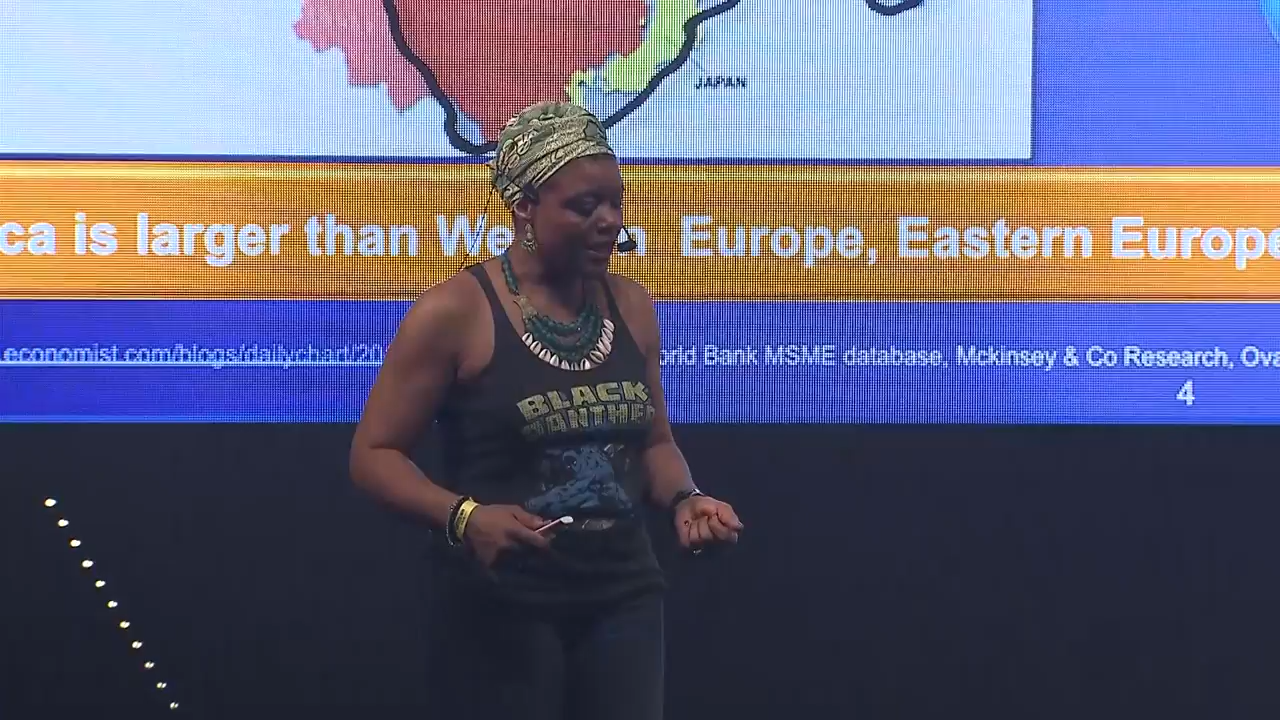 JAPAN
ca is larger than We n Europe, Eastern Europe
.economist.com/blogs/dailychart/20 orld Bank MSME database, Mckinsey & Co Research, Ova
4
BLACK
PANTHER